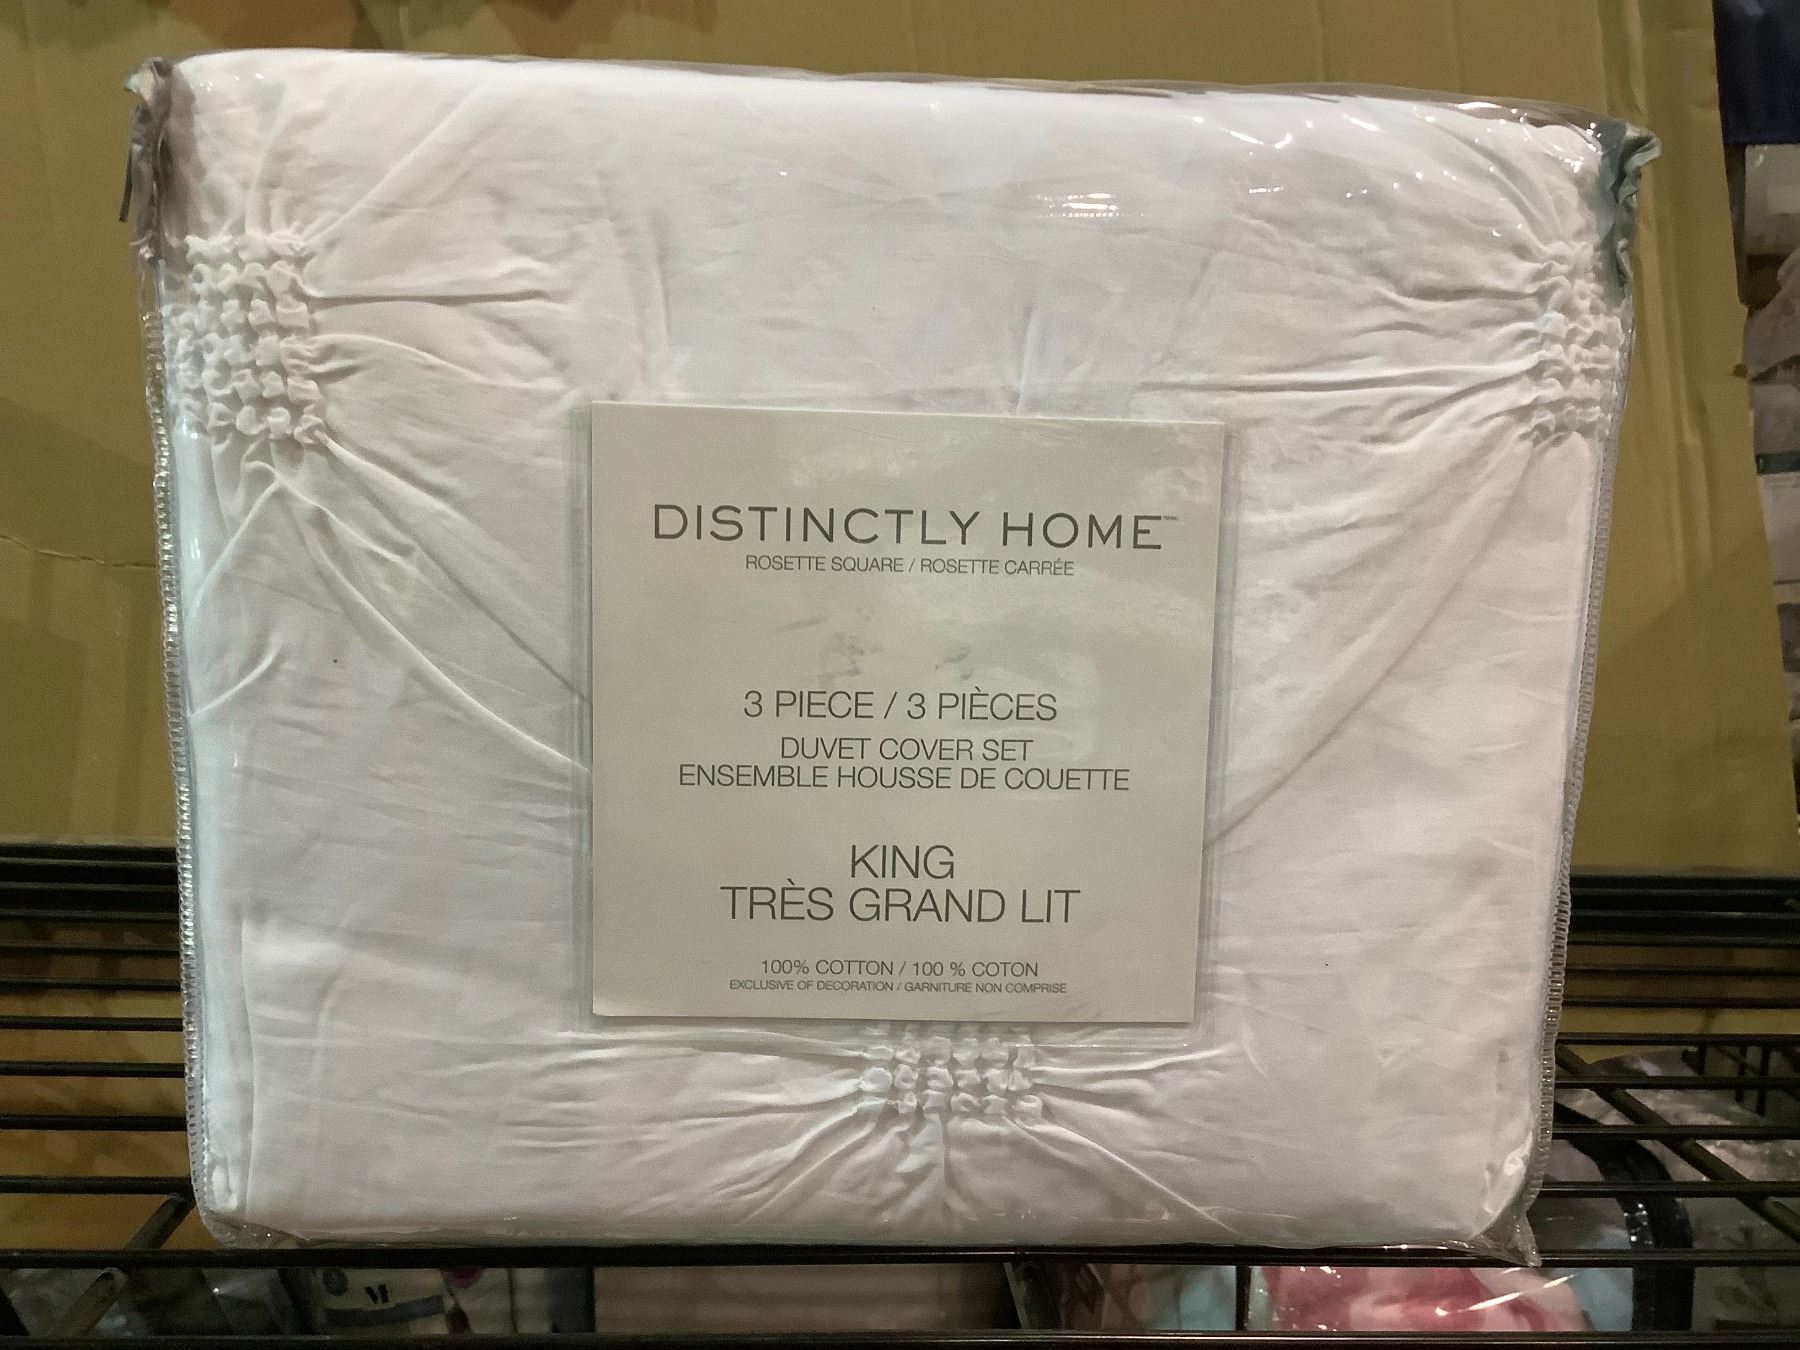 DISTINCTLY HOME™
ROSETTE SQUARE / ROSETTE CARRÉE
3 PIECE / 3 PIÈCES
DUVET COVER SET
ENSEMBLE HOUSSE DE COUETTE
KING
TRÈS GRAND LIT
100% COTTON / 100 % COTON
EXCLUSIVE OF DECORATION / GARNITURE NON COMPRISE